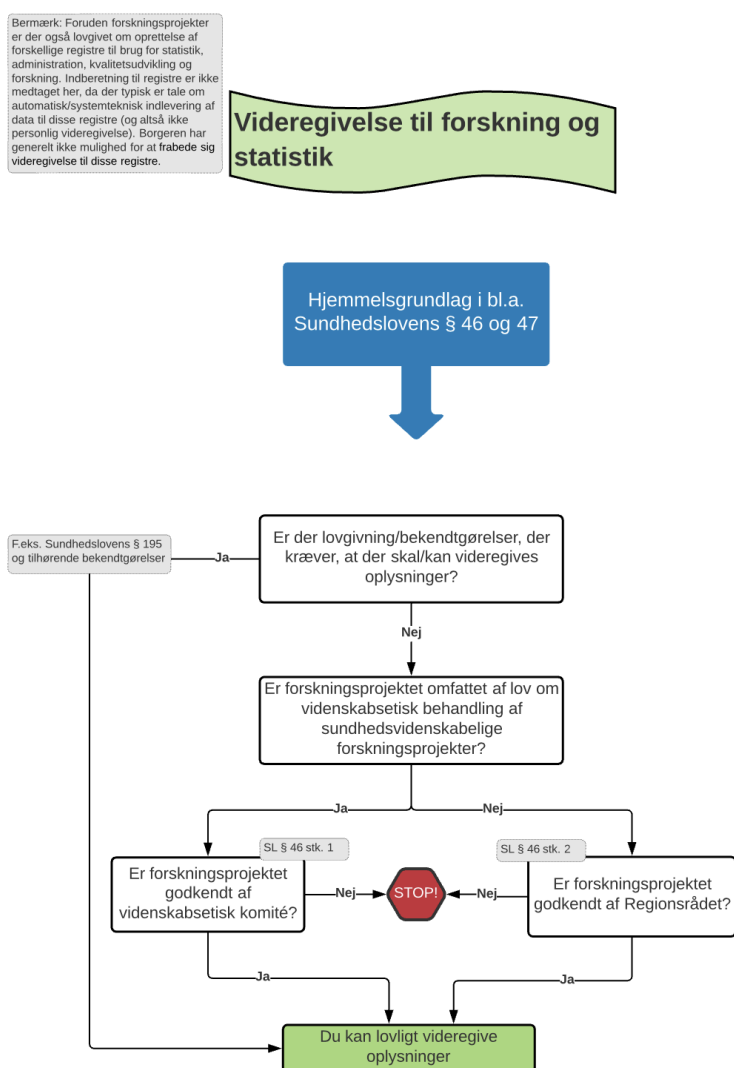 Bermærk: Foruden forskningsprojekter
er der også lovgivet om oprettelse af
forskellige registre til brug for statistik,
administration, kvalitetsudvikling og
forskning. Indberetning til registre er ikke
medtaget her, da der typisk er tale om
automatisk/systemteknisk indlevering af
data til disse registre (og altså ikke
personlig videregivelse). Borgeren har
generelt ikke mulighed for at frabede sig
videregivelse til disse registre.
Videregivelse til forskning og
statistik
Hjemmelsgrundlag i bl.a.
Sundhedslovens § 46 og 47
F.eks. Sundhedslovens § 195
og tilhørende bekendtgørelser
Ja
Er der lovgivning/bekendtgørelser, der
kræver, at der skal/kan videregives
oplysninger?
Nej
Er forskningsprojektet omfattet af lov om
videnskabsetisk behandling af
sundhedsvidenskabelige
forskningsprojekter?
Ja
Nej
SL § 46 stk. 1
SL § 46 stk. 2
Er forskningsprojektet
godkendt af
videnskabsetisk komité?
Nej
STOP!
Nej
Er forskningsprojektet
godkendt af Regionsrådet?
Ja
Ja
Du kan lovligt videregive
oplysninger